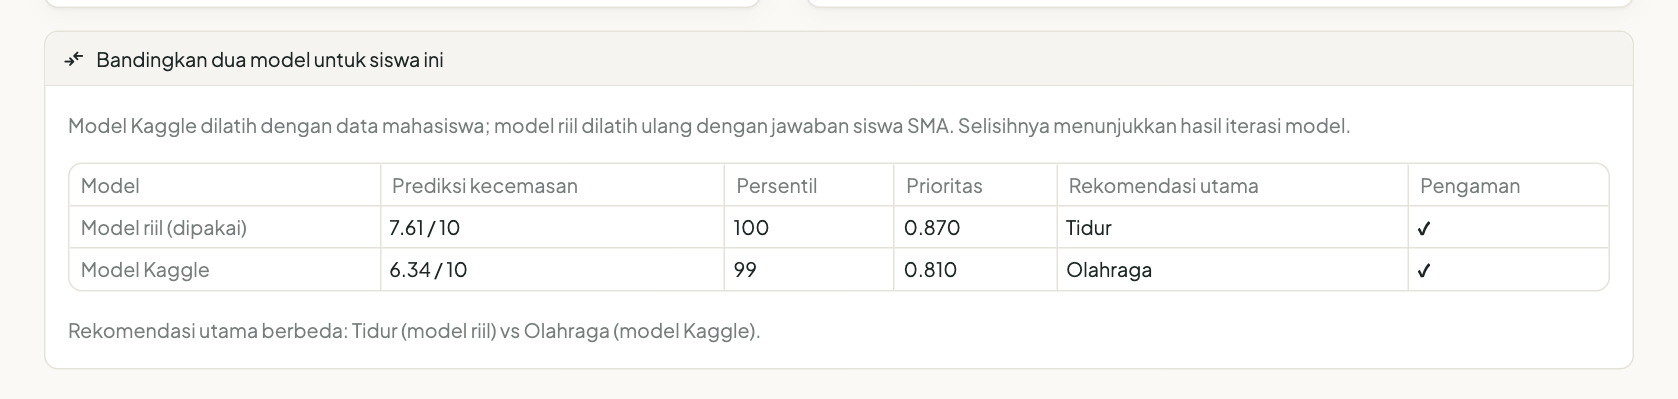 Bandingkan dua model untuk siswa ini
Model Kaggle dilatih dengan data mahasiswa; model riil dilatih ulang dengan jawaban siswa SMA. Selisihnya menunjukkan hasil iterasi model.
Model Prediksi kecemasan Persentil Prioritas Rekomendasi utama Pengaman
Model riil (dipakai) 7.61 / 10 100 0.870 Tidur ✓
Model Kaggle 6.34 / 10 99 0.810 Olahraga ✓
Rekomendasi utama berbeda: Tidur (model riil) vs Olahraga (model Kaggle).